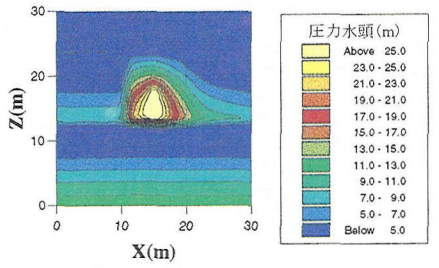 30
20
10
0
Z(m)
0 10 20 30
X(m)
圧力水頭(m)
Above 25.0
23.0 - 25.0
21.0 - 23.0
19.0 - 21.0
17.0 - 19.0
15.0 - 17.0
13.0 - 15.0
11.0 - 13.0
9.0 - 11.0
7.0 - 9.0
5.0 - 7.0
Below 5.0